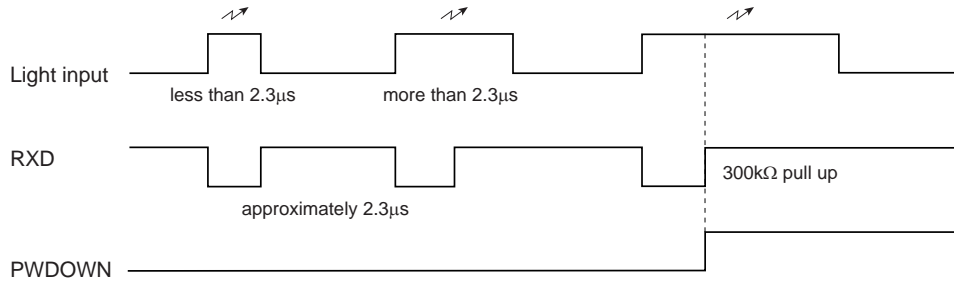 Light input
less than 2.3μs
more than 2.3μs
RXD
300kΩ pull up
approximately 2.3μs
PWDOWN